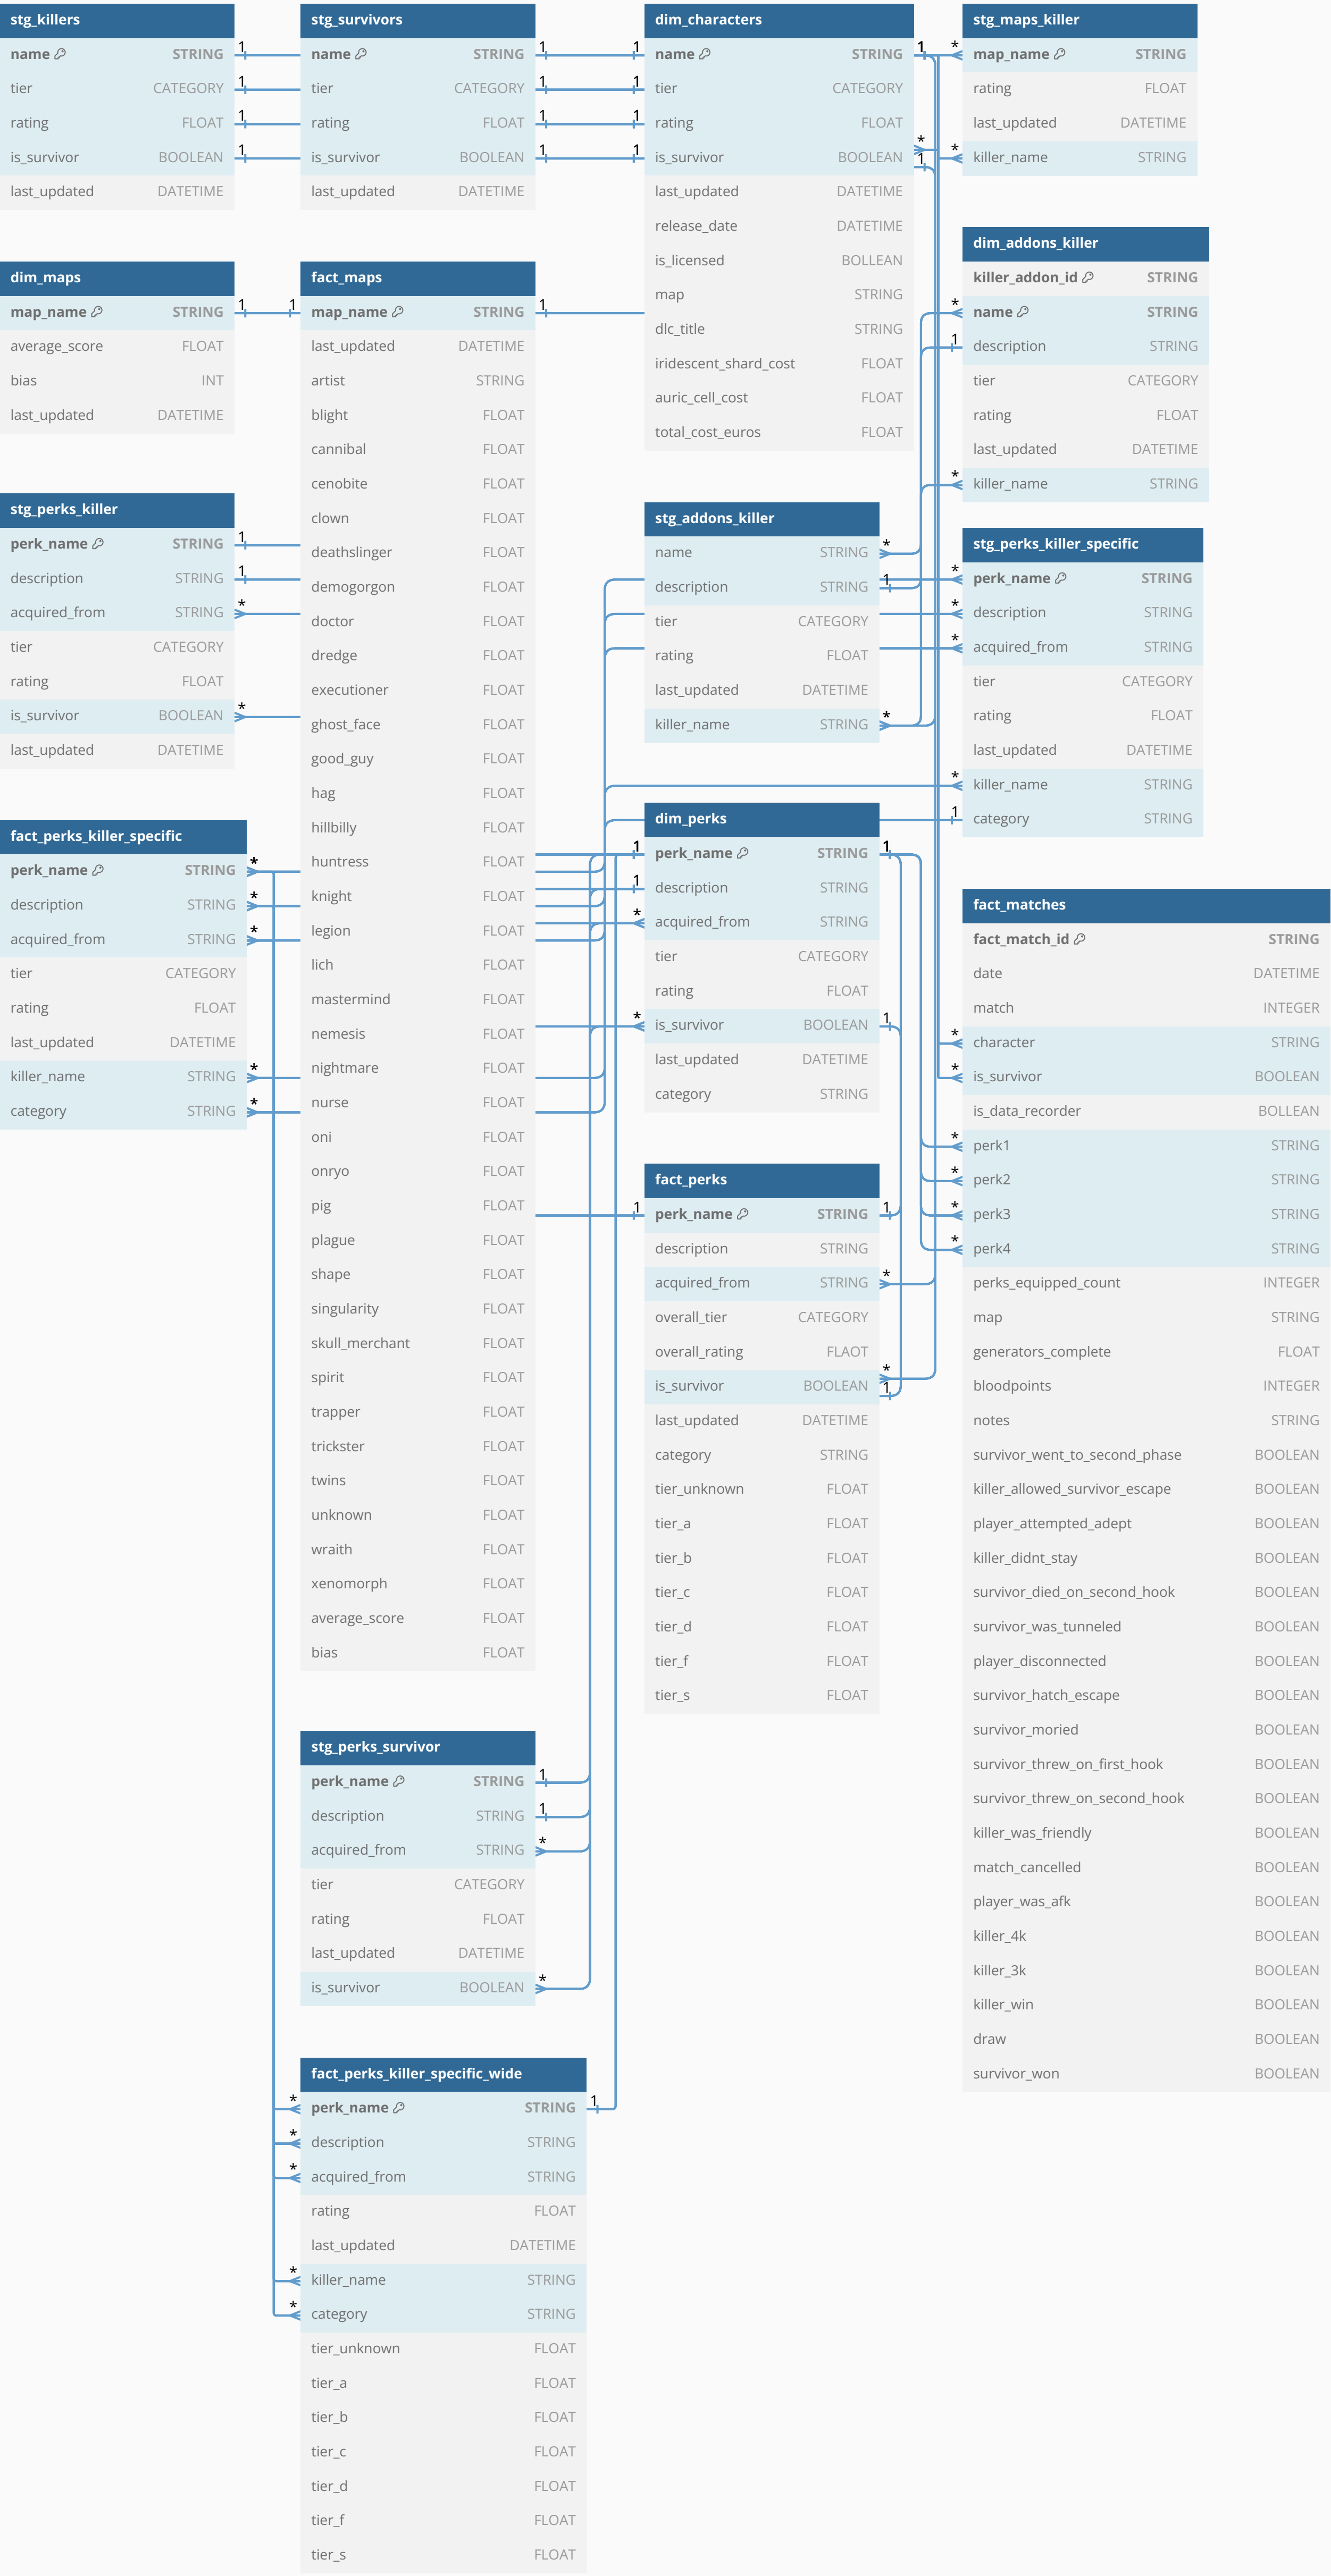 stg_killers
name STRING
tier CATEGORY
rating FLOAT
is_survivor BOOLEAN
last_updated DATETIME
stg_survivors
name STRING
tier CATEGORY
rating FLOAT
is_survivor BOOLEAN
last_updated DATETIME
dim_characters
name STRING
tier CATEGORY
rating FLOAT
is_survivor BOOLEAN
last_updated DATETIME
release_date DATETIME
is_licensed BOLLEAN
map STRING
dlc_title STRING
iridescent_shard_cost FLOAT
auric_cell_cost FLOAT
total_cost_euros FLOAT
stg_maps_killer
map_name STRING
rating FLOAT
last_updated DATETIME
killer_name STRING
dim_maps
map_name STRING
average_score FLOAT
bias INT
last_updated DATETIME
fact_maps
map_name STRING
last_updated DATETIME
artist STRING
blight FLOAT
cannibal FLOAT
cenobite FLOAT
clown FLOAT
deathslinger FLOAT
demogorgon FLOAT
doctor FLOAT
dredge FLOAT
executioner FLOAT
ghost_face FLOAT
good_guy FLOAT
hag FLOAT
hillbilly FLOAT
huntress FLOAT
knight FLOAT
legion FLOAT
lich FLOAT
mastermind FLOAT
nemesis FLOAT
nightmare FLOAT
nurse FLOAT
oni FLOAT
onryo FLOAT
pig FLOAT
plague FLOAT
shape FLOAT
singularity FLOAT
skull_merchant FLOAT
spirit FLOAT
trapper FLOAT
trickster FLOAT
twins FLOAT
unknown FLOAT
wraith FLOAT
xenomorph FLOAT
average_score FLOAT
bias FLOAT
dim_addons_killer
killer_addon_id STRING
name STRING
description STRING
tier CATEGORY
rating FLOAT
last_updated DATETIME
killer_name STRING
stg_perks_killer
perk_name STRING
description STRING
acquired_from STRING
tier CATEGORY
rating FLOAT
is_survivor BOOLEAN
last_updated DATETIME
stg_addons_killer
name STRING
description STRING
tier CATEGORY
rating FLOAT
last_updated DATETIME
killer_name STRING
stg_perks_killer_specific
perk_name STRING
description STRING
acquired_from STRING
tier CATEGORY
rating FLOAT
last_updated DATETIME
killer_name STRING
category STRING
fact_perks_killer_specific
perk_name STRING
description STRING
acquired_from STRING
tier CATEGORY
rating FLOAT
last_updated DATETIME
killer_name STRING
category STRING
dim_perks
perk_name STRING
description STRING
acquired_from STRING
tier CATEGORY
rating FLOAT
is_survivor BOOLEAN
last_updated DATETIME
category STRING
fact_matches
fact_match_id STRING
date DATETIME
match INTEGER
character STRING
is_survivor BOOLEAN
is_data_recorder BOLLEAN
perk1 STRING
perk2 STRING
perk3 STRING
perk4 STRING
perks_equipped_count INTEGER
map STRING
generators_complete FLOAT
bloodpoints INTEGER
notes STRING
survivor_went_to_second_phase BOOLEAN
killer_allowed_survivor_escape BOOLEAN
player_attempted_adept BOOLEAN
killer_didnt_stay BOOLEAN
survivor_died_on_second_hook BOOLEAN
survivor_was_tunneled BOOLEAN
player_disconnected BOOLEAN
survivor_hatch_escape BOOLEAN
survivor_moried BOOLEAN
survivor_threw_on_first_hook BOOLEAN
survivor_threw_on_second_hook BOOLEAN
killer_was_friendly BOOLEAN
match_cancelled BOOLEAN
player_was_afk BOOLEAN
killer_4k BOOLEAN
killer_3k BOOLEAN
killer_win BOOLEAN
draw BOOLEAN
survivor_won BOOLEAN
fact_perks
perk_name STRING
description STRING
acquired_from STRING
overall_tier CATEGORY
overall_rating FLAOT
is_survivor BOOLEAN
last_updated DATETIME
category STRING
tier_unknown FLOAT
tier_a FLOAT
tier_b FLOAT
tier_c FLOAT
tier_d FLOAT
tier_f FLOAT
tier_s FLOAT
stg_perks_survivor
perk_name STRING
description STRING
acquired_from STRING
tier CATEGORY
rating FLOAT
last_updated DATETIME
is_survivor BOOLEAN
fact_perks_killer_specific_wide
perk_name STRING
description STRING
acquired_from STRING
rating FLOAT
last_updated DATETIME
killer_name STRING
category STRING
tier_unknown FLOAT
tier_a FLOAT
tier_b FLOAT
tier_c FLOAT
tier_d FLOAT
tier_f FLOAT
tier_s FLOAT